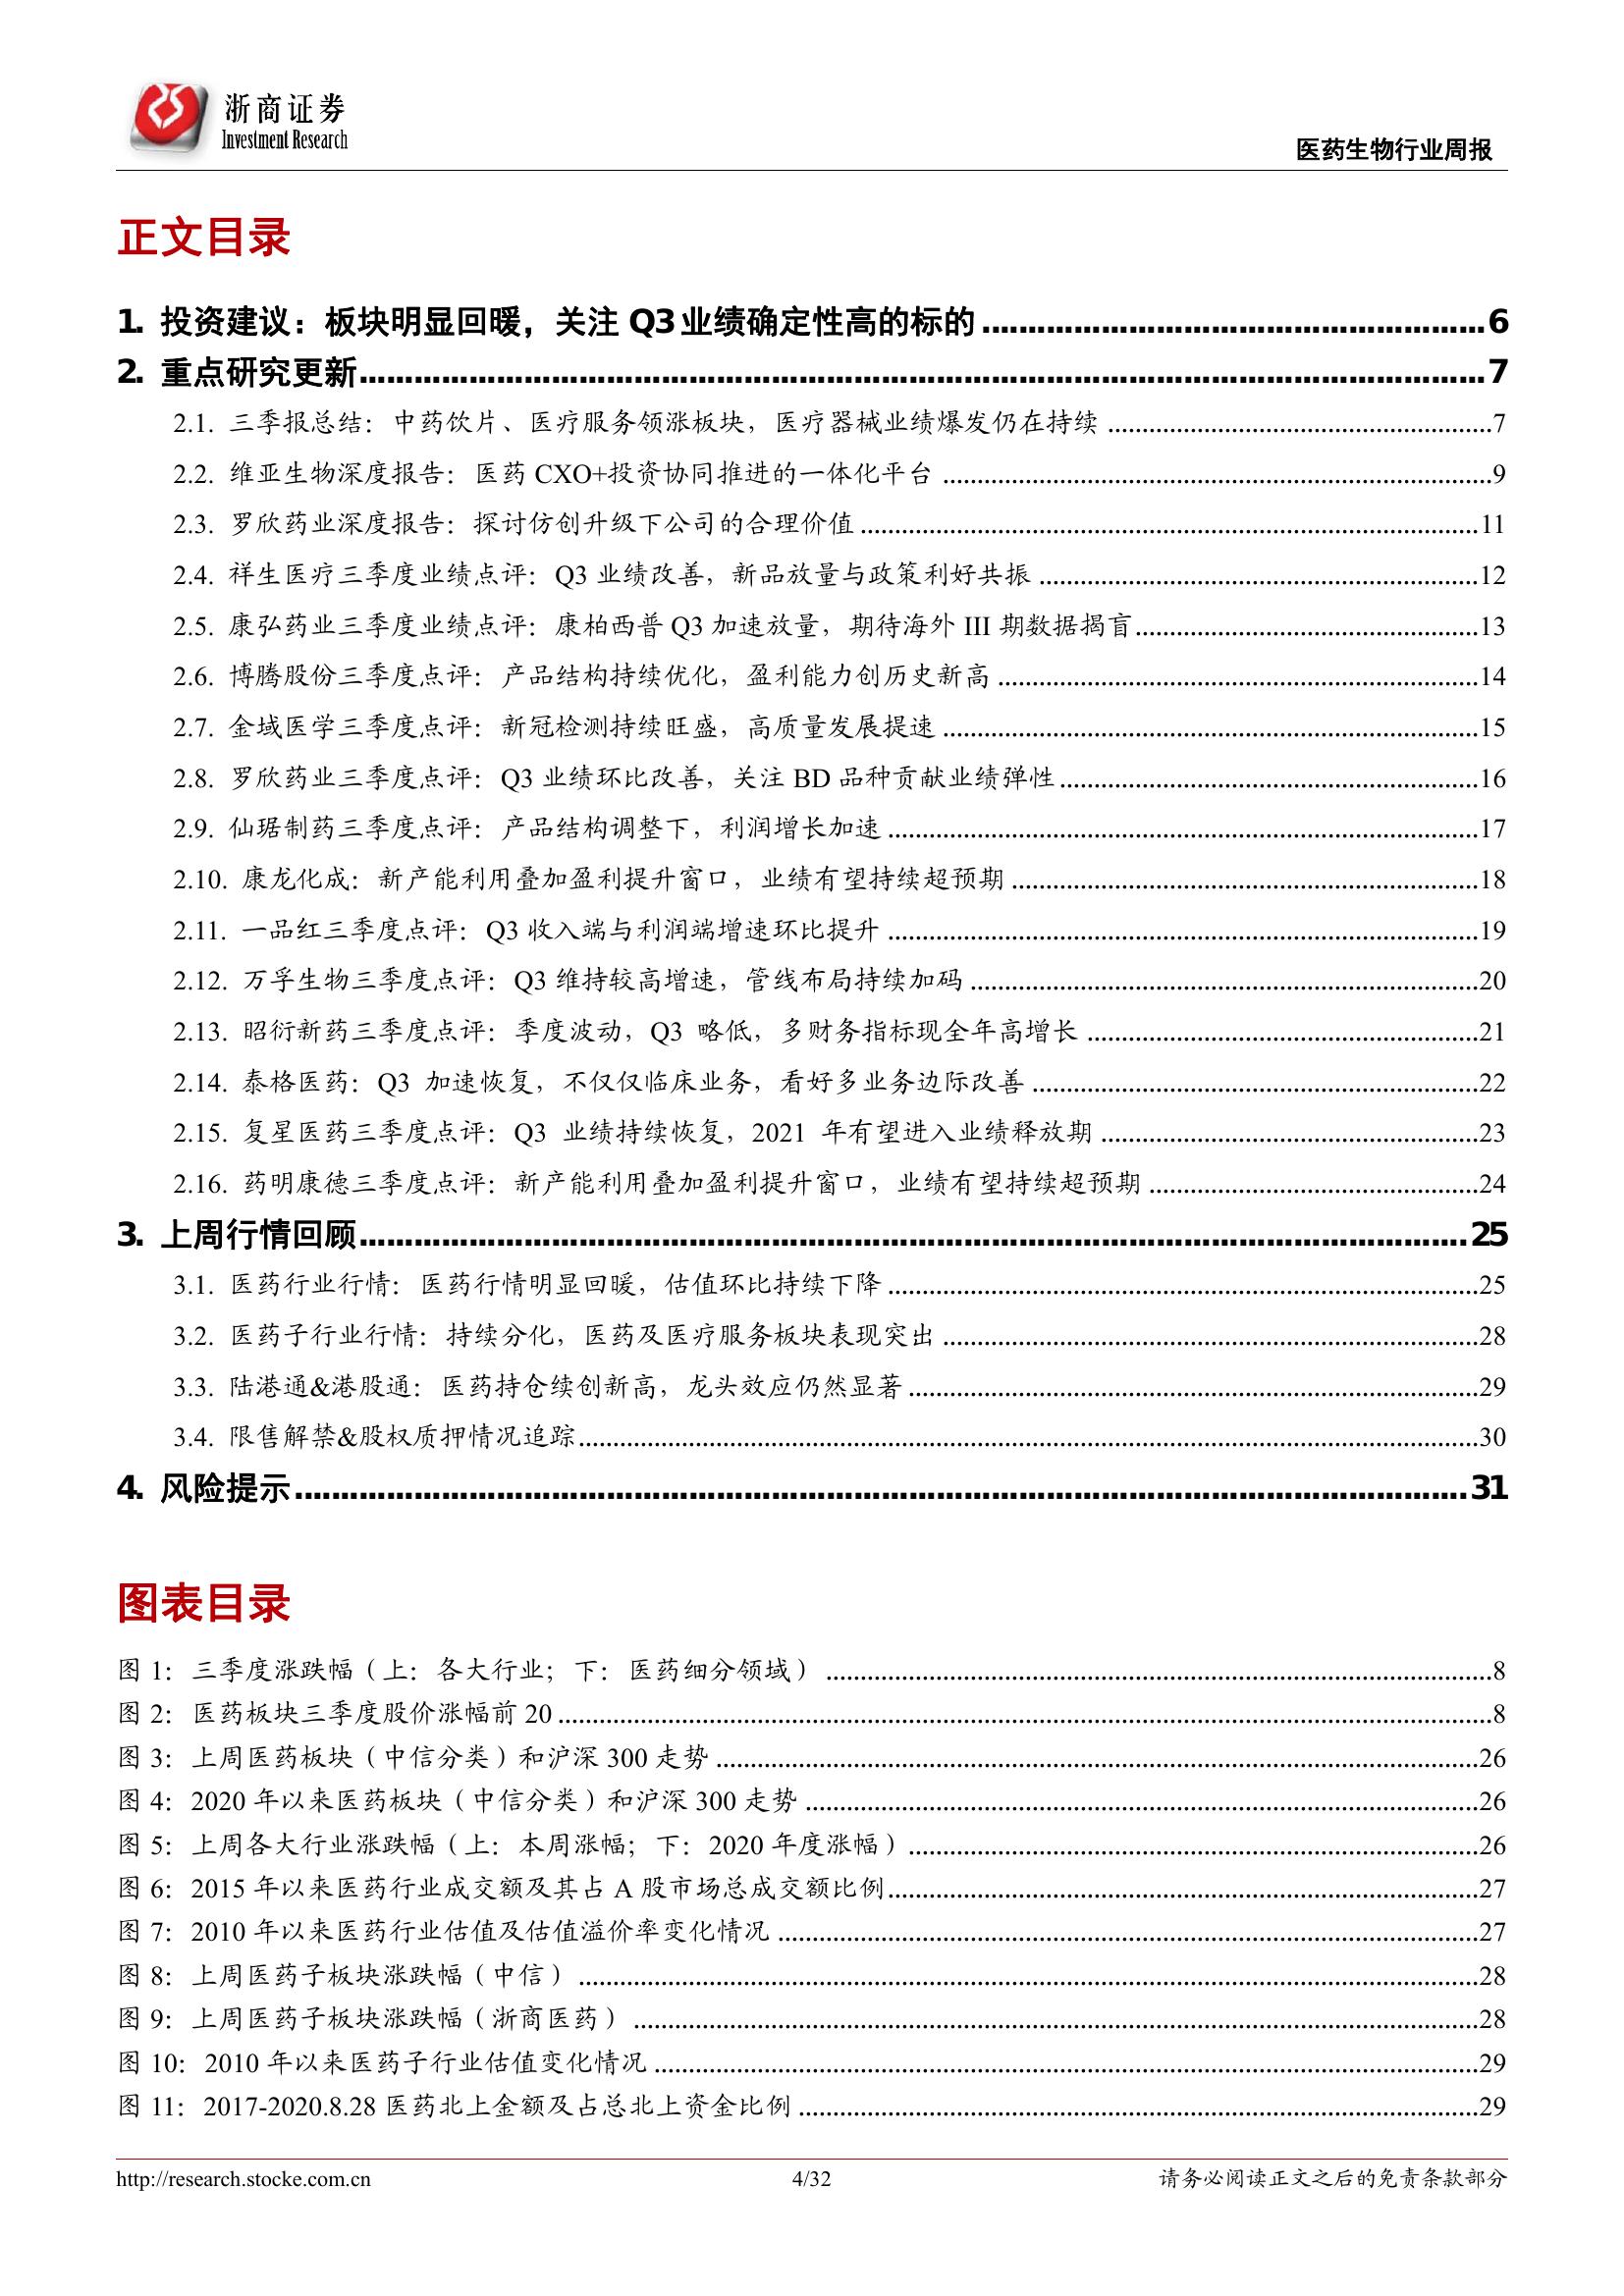 浙商证券
Investment Research
医药生物行业周报
正文目录
1. 投资建议：板块明显回暖，关注 Q3 业绩确定性高的标的 6
2. 重点研究更新 7
2.1. 三季报总结：中药饮片、医疗服务领涨板块，医疗器械业绩爆发仍在持续 7
2.2. 维亚生物深度报告：医药 CXO+投资协同推进的一体化平台 9
2.3. 罗欣药业深度报告：探讨仿创升级下公司的合理价值 11
2.4. 祥生医疗三季度业绩点评：Q3 业绩改善，新品放量与政策利好共振 12
2.5. 康弘药业三季度业绩点评：康柏西普 Q3 加速放量，期待海外 III 期数据揭盲 13
2.6. 博腾股份三季度点评：产品结构持续优化，盈利能力创历史新高 14
2.7. 金域医学三季度点评：新冠检测持续旺盛，高质量发展提速 15
2.8. 罗欣药业三季度点评：Q3 业绩环比改善，关注 BD 品种贡献业绩弹性 16
2.9. 仙琚制药三季度点评：产品结构调整下，利润增长加速 17
2.10. 康龙化成：新产能利用叠加盈利提升窗口，业绩有望持续超预期 18
2.11. 一品红三季度点评：Q3 收入端与利润端增速环比提升 19
2.12. 万孚生物三季度点评：Q3 维持较高增速，管线布局持续加码 20
2.13. 昭衍新药三季度点评：季度波动，Q3 略低，多财务指标现全年高增长 21
2.14. 泰格医药：Q3 加速恢复，不仅仅临床业务，看好多业务边际改善 22
2.15. 复星医药三季度点评：Q3 业绩持续恢复，2021 年有望进入业绩释放期 23
2.16. 药明康德三季度点评：新产能利用叠加盈利提升窗口，业绩有望持续超预期 24
3. 上周行情回顾 25
3.1. 医药行业行情：医药行情明显回暖，估值环比持续下降 25
3.2. 医药子行业行情：持续分化，医药及医疗服务板块表现突出 28
3.3. 陆港通&港股通：医药持仓续创新高，龙头效应仍然显著 29
3.4. 限售解禁&股权质押情况追踪 30
4. 风险提示 31
图表目录
图 1：三季度涨跌幅（上：各大行业；下：医药细分领域） 8
图 2：医药板块三季度股价涨幅前 20 8
图 3：上周医药板块（中信分类）和沪深 300 走势 26
图 4：2020 年以来医药板块（中信分类）和沪深 300 走势 26
图 5：上周各大行业涨跌幅（上：本周涨幅；下：2020 年度涨幅） 26
图 6：2015 年以来医药行业成交额及其占 A 股市场总成交额比例 27
图 7：2010 年以来医药行业估值及估值溢价率变化情况 27
图 8：上周医药子板块涨跌幅（中信） 28
图 9：上周医药子板块涨跌幅（浙商医药） 28
图 10：2010 年以来医药子行业估值变化情况 29
图 11：2017-2020.8.28 医药北上金额及占总北上资金比例 29
http://research.stocke.com.cn 4/32 请务必阅读正文之后的免责条款部分